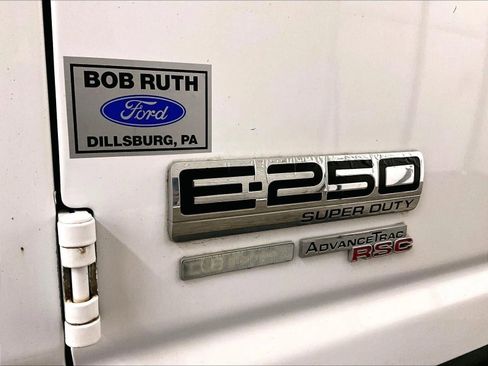 BOB RUTH
Ford
DILLSBURG, PA
E-250
SUPER DUTY
ADVANCETRAC
RSC